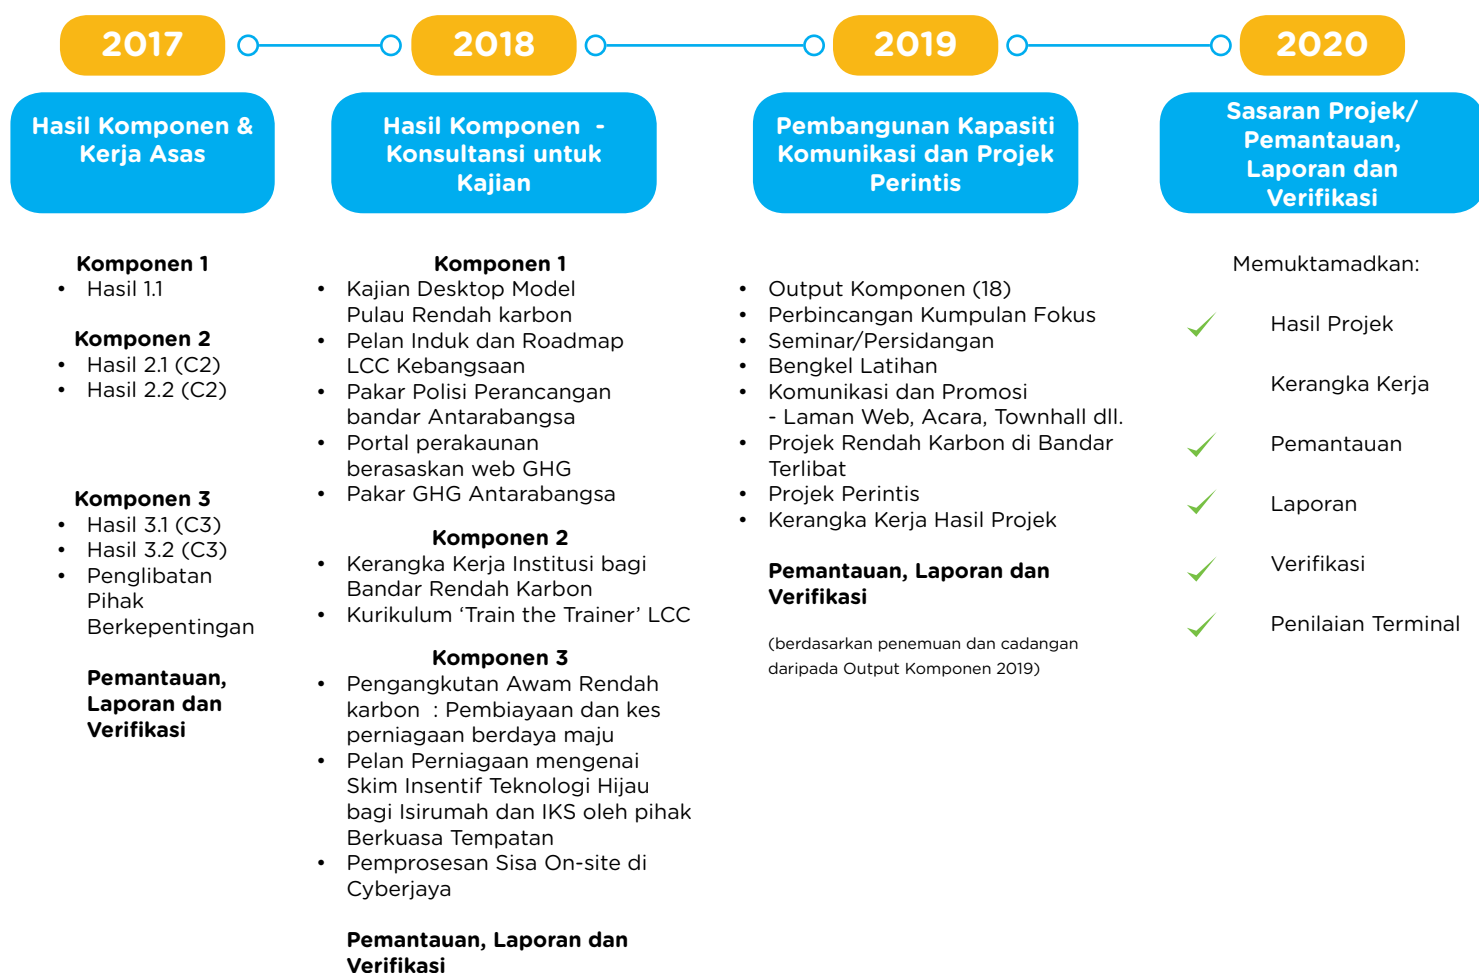 2017
2018
2019
2020
Hasil Komponen &
Kerja Asas
Hasil Komponen -
Konsultansi untuk
Kajian
Pembangunan Kapasiti
Komunikasi dan Projek
Perintis
Sasaran Projek/
Pemantauan,
Laporan dan
Verifikasi
Komponen 1
• Hasil 1.1
Komponen 2
• Hasil 2.1 (C2)
• Hasil 2.2 (C2)
Komponen 3
• Hasil 3.1 (C3)
• Hasil 3.2 (C3)
• Penglibatan
Pihak
Berkepentingan
Pemantauan,
Laporan dan
Verifikasi
Komponen 1
• Kajian Desktop Model
Pulau Rendah karbon
• Pelan Induk dan Roadmap
LCC Kebangsaan
• Pakar Polisi Perancangan
bandar Antarabangsa
• Portal perakaunan
berasaskan web GHG
• Pakar GHG Antarabangsa
Komponen 2
• Kerangka Kerja Institusi bagi
Bandar Rendah Karbon
• Kurikulum ‘Train the Trainer’ LCC
Komponen 3
• Pengangkutan Awam Rendah
karbon : Pembiayaan dan kes
perniagaan berdaya maju
• Pelan Perniagaan mengenai
Skim Insentif Teknologi Hijau
bagi Isirumah dan IKS oleh pihak
Berkuasa Tempatan
• Pemprosesan Sisa On-site di
Cyberjaya
Pemantauan, Laporan dan
Verifikasi
• Output Komponen (18)
• Perbincangan Kumpulan Fokus
• Seminar/Persidangan
• Bengkel Latihan
• Komunikasi dan Promosi
- Laman Web, Acara, Townhall dll.
• Projek Rendah Karbon di Bandar
Terlibat
• Projek Perintis
• Kerangka Kerja Hasil Projek
Pemantauan, Laporan dan
Verifikasi
(berdasarkan penemuan dan cadangan
daripada Output Komponen 2019)
Memuktamadkan:
Hasil Projek
Kerangka Kerja
Pemantauan
Laporan
Verifikasi
Penilaian Terminal